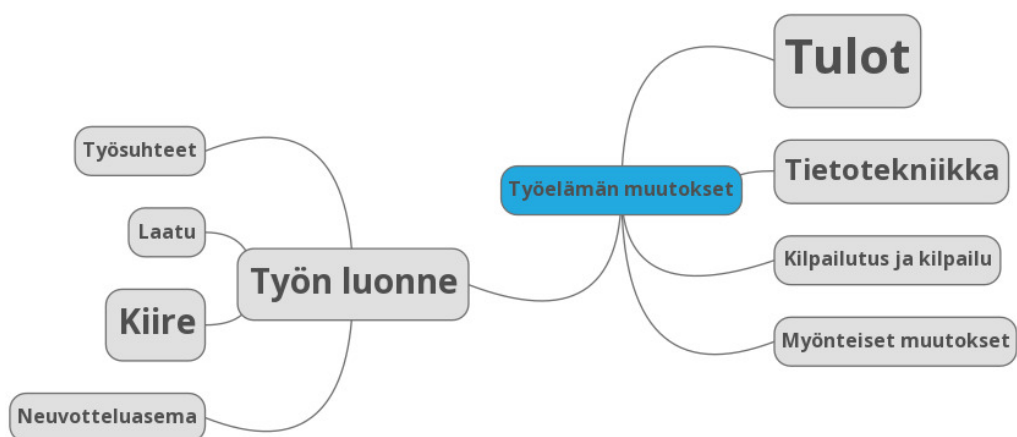 Tulot
Työsuhteet
Tietotekniikka
Työelämän muutokset
Laatu
Kilpailutus ja kilpailu
Työn luonne
Kiire
Myönteiset muutokset
Neuvotteluasema